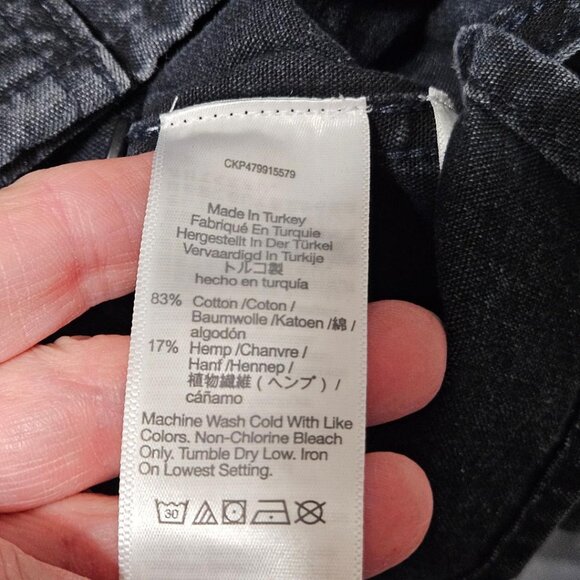 CKP479915579
Made In Turkey
Fabriqué En Turquie
Hergestellt In Der Türkei
Vervaardigd In Turkije
トルコ製
hecho en turquía
83% Cotton /Coton /
Baumwolle /Katoen /綿 /
algodón
17% Hemp /Chanvre /
Hanf /Hennep /
植物繊維 ( ヘンプ ) /
cáñamo
Machine Wash Cold With Like
Colors. Non-Chlorine Bleach
Only. Tumble Dry Low. Iron
On Lowest Setting.
30